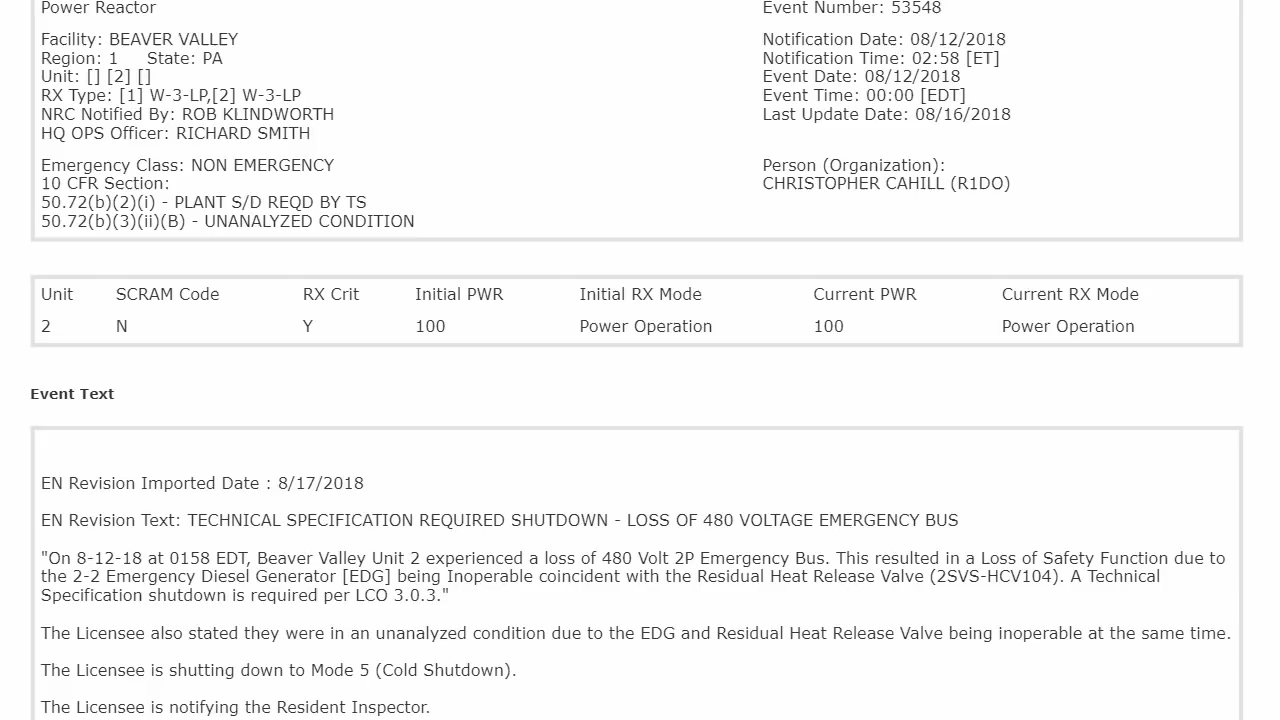 Power Reactor
Event Number: 53548
Facility: BEAVER VALLEY
Region: 1 State: PA
Unit: [] [2] []
RX Type: [1] W-3-LP,[2] W-3-LP
NRC Notified By: ROB KLINDWORTH
HQ OPS Officer: RICHARD SMITH
Notification Date: 08/12/2018
Notification Time: 02:58 [ET]
Event Date: 08/12/2018
Event Time: 00:00 [EDT]
Last Update Date: 08/16/2018
Emergency Class: NON EMERGENCY
10 CFR Section:
50.72(b)(2)(i) - PLANT S/D REQD BY TS
50.72(b)(3)(ii)(B) - UNANALYZED CONDITION
Person (Organization):
CHRISTOPHER CAHILL (R1DO)
Unit SCRAM Code RX Crit Initial PWR Initial RX Mode Current PWR Current RX Mode
2 N Y 100 Power Operation 100 Power Operation
Event Text
EN Revision Imported Date : 8/17/2018
EN Revision Text: TECHNICAL SPECIFICATION REQUIRED SHUTDOWN - LOSS OF 480 VOLTAGE EMERGENCY BUS
"On 8-12-18 at 0158 EDT, Beaver Valley Unit 2 experienced a loss of 480 Volt 2P Emergency Bus. This resulted in a Loss of Safety Function due to
the 2-2 Emergency Diesel Generator [EDG] being Inoperable coincident with the Residual Heat Release Valve (2SVS-HCV104). A Technical
Specification shutdown is required per LCO 3.0.3."
The Licensee also stated they were in an unanalyzed condition due to the EDG and Residual Heat Release Valve being inoperable at the same time.
The Licensee is shutting down to Mode 5 (Cold Shutdown).
The Licensee is notifying the Resident Inspector.